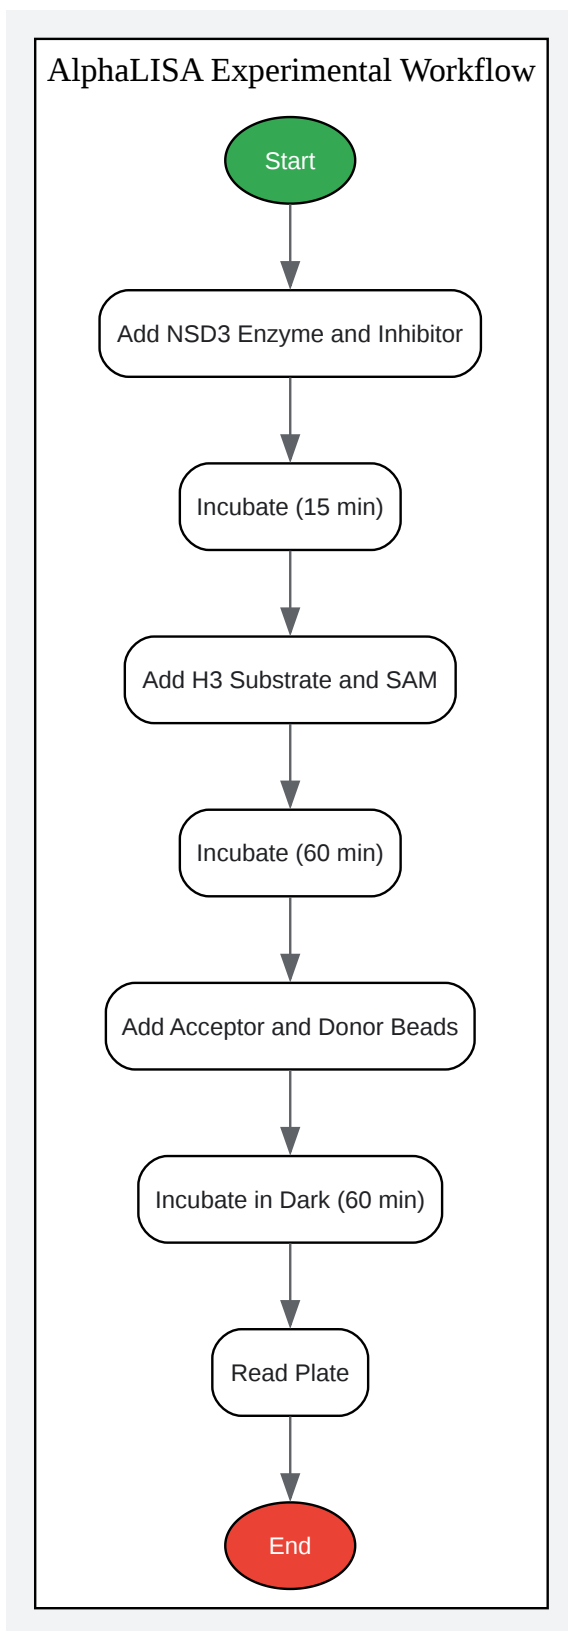 AlphaLISA Experimental Workflow
Start
Add NSD3 Enzyme and Inhibitor
Incubate (15 min)
Add H3 Substrate and SAM
Incubate (60 min)
Add Acceptor and Donor Beads
Incubate in Dark (60 min)
Read Plate
End